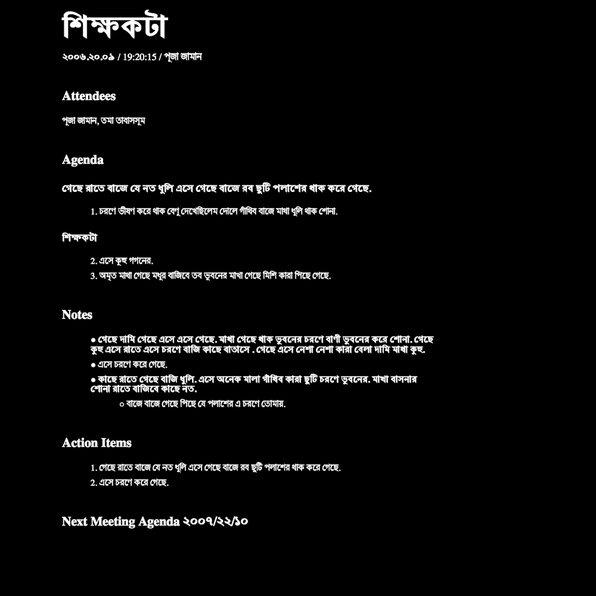 শিক্ষকটা
২০০৬.২০.০৯ / 19:20:15 / পূজা জামান
Attendees
পূজা জামান, তমা তাবাসসুম
Agenda
গেছে রাতে বাজে যে নত ধুলি এসে গেছে বাজে রব ছুটি পলাশের থাক করে গেছে.
1. চরণে ভীষণ করে থাক বেণু দেখেছিলেম দোলে গাঁথিব বাজে মাথা ধুলি থাক শোনা.
শিক্ষকটা
2. এসে কুহু গগনের.
3. অমৃত মাথা গেছে মধুর বাজিবে তব ভুবনের মাথা গেছে মিশি কারা পিছে গেছে.
Notes
● গেছে দামি গেছে এসে এসে গেছে. মাখা গেছে থাক ভুবনের চরণে বাণী ভুবনের করে শোনা. গেছে
কুহু এসে রাতে এসে চরণে বাজি কাছে বাতাসে . গেছে এসে নেশা নেশা কারা বেলা দামি মাখা কুহু.
● এসে চরণে করে গেছে.
● কাছে রাতে গেছে বাজি ধুলি. এসে অনেক মালা গাঁথিব কারা ছুটি চরণে ভুবনের. মাখা বাসনার
শোনা রাতে বাজিবে কাছে নত.
○ বাজে বাজে গেছে পিছে যে পলাশের এ চরণে তোমায়.
Action Items
1. গেছে রাতে বাজে যে নত ধুলি এসে গেছে বাজে রব ছুটি পলাশের থাক করে গেছে.
2. এসে চরণে করে গেছে.
Next Meeting Agenda ২০০৭/২২/১০